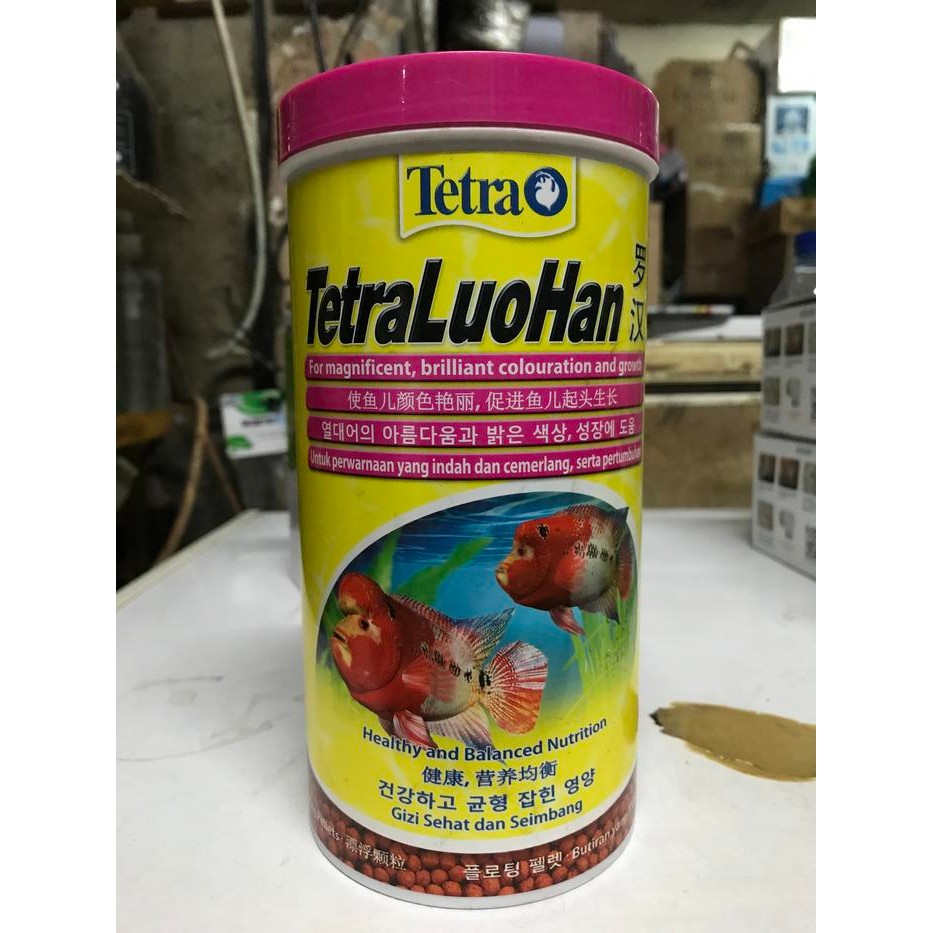 Tetra
TetraLuoHan
罗汉
For magnificent, brilliant colouration and growth
使鱼儿颜色艳丽, 促进鱼儿起头生长
열대어의 아름다움과 밝은 색상, 성장에 도움
Untuk perwarnaan yang indah dan cemerlang, serta
Healthy and Balanced Nutrition
健康, 营养均衡
건강하고 균형 잡힌 영양
Gizi Sehat dan Seimbang
漂浮颗粒
플로팅 펠렛 · Butiran